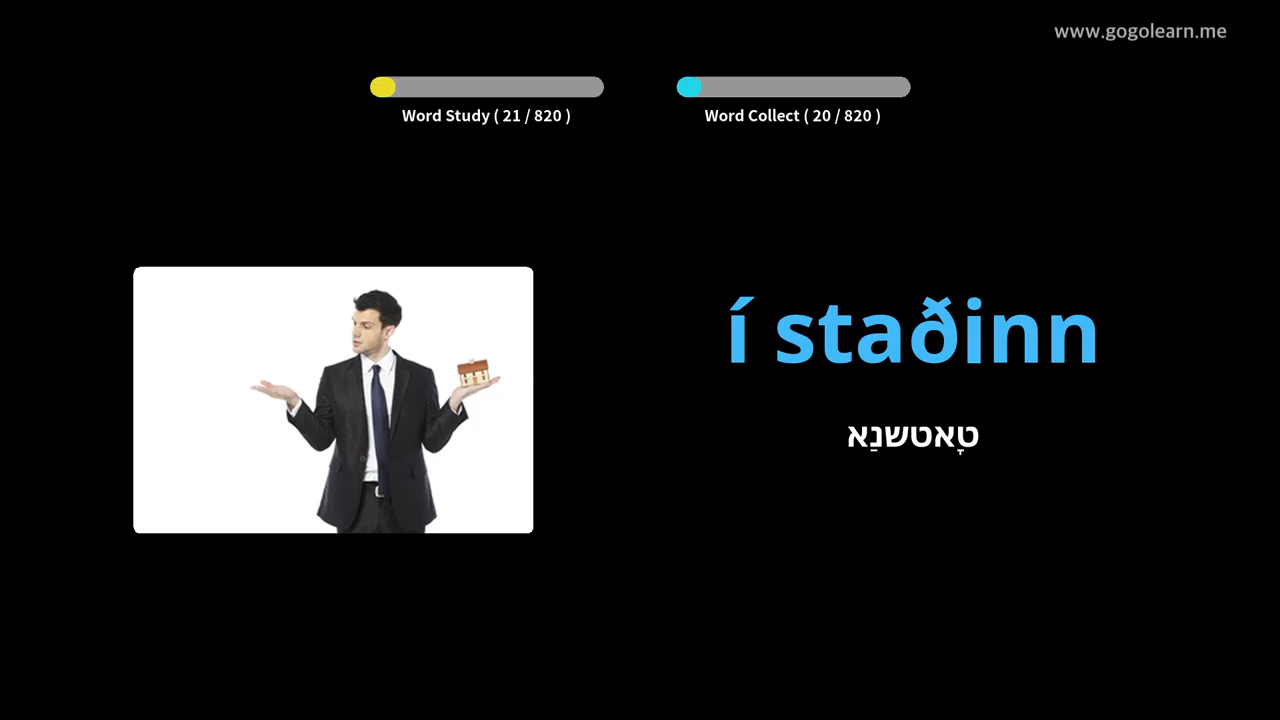 www.gogolearn.me
Word Study ( 21 / 820 )
Word Collect ( 20 / 820 )
í staðinn
טָאטשנַא